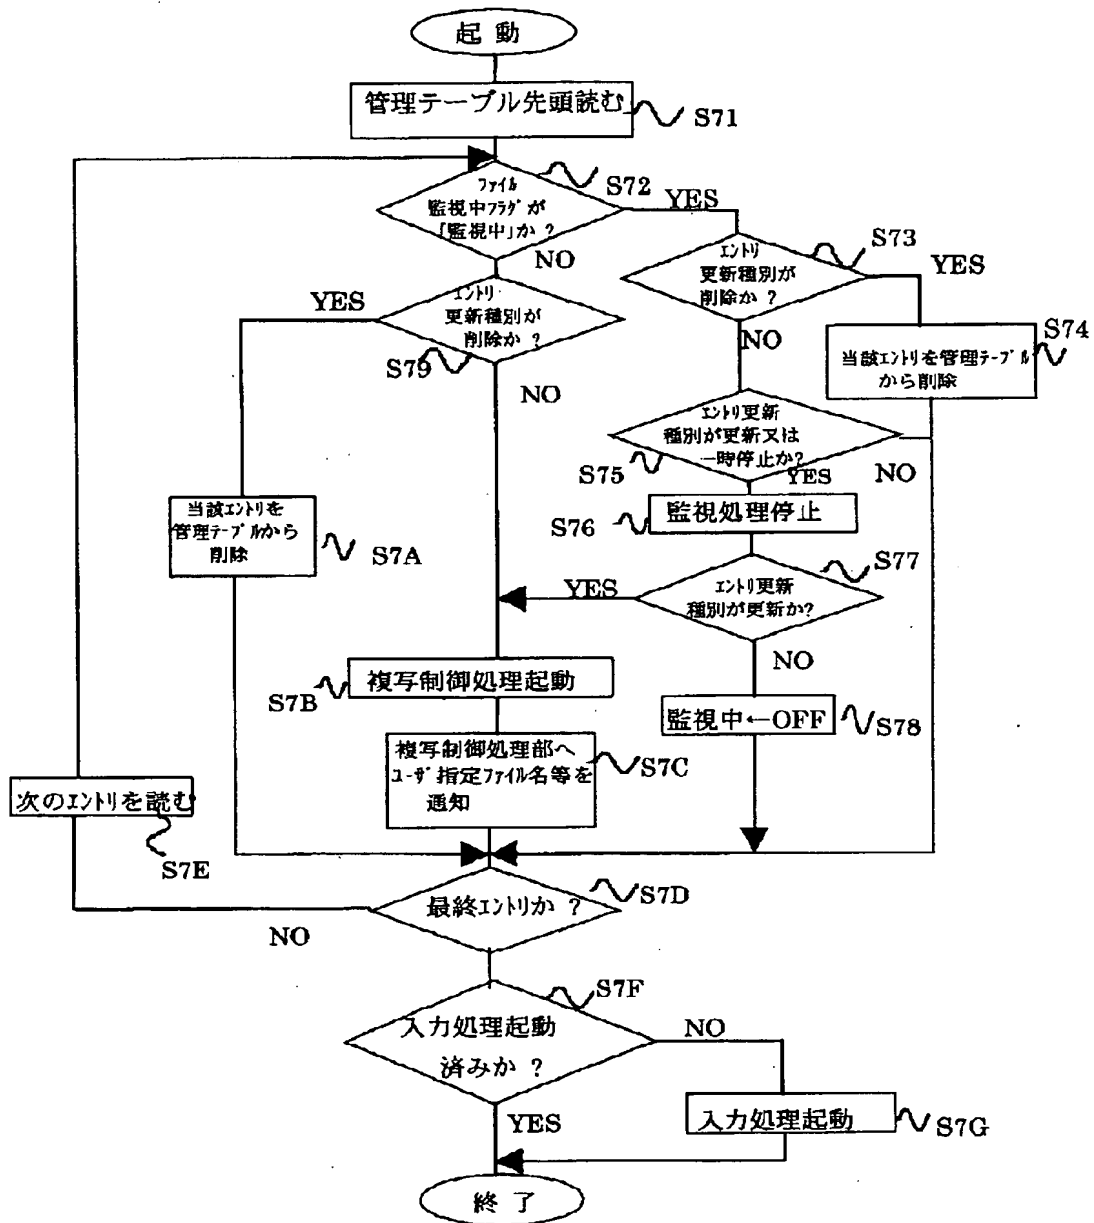 起 動
管理テーブル先頭読む
S71
ファイル
監視中フラグが
「監視中」か ?
S72
YES
NO
エントリ
更新種別が
削除か ?
S73
YES
NO
エントリ
更新種別が
削除か ?
S79
YES
NO
当該エントリを管理テーブル
から削除
S74
エントリ更新
種別が更新又は
一時停止か?
S75
YES
NO
監視処理停止
S76
当該エントリを
管理テーブルから
削除
S7A
エントリ更新
種別が更新か?
S77
YES
NO
複写制御処理起動
S7B
監視中←OFF
S78
複写制御処理部へ
ユーザ指定ファイル名等を
通知
S7C
次のエントリを読む
S7E
最終エントリか ?
S7D
NO
入力処理起動
済みか ?
S7F
NO
YES
入力処理起動
S7G
終 了